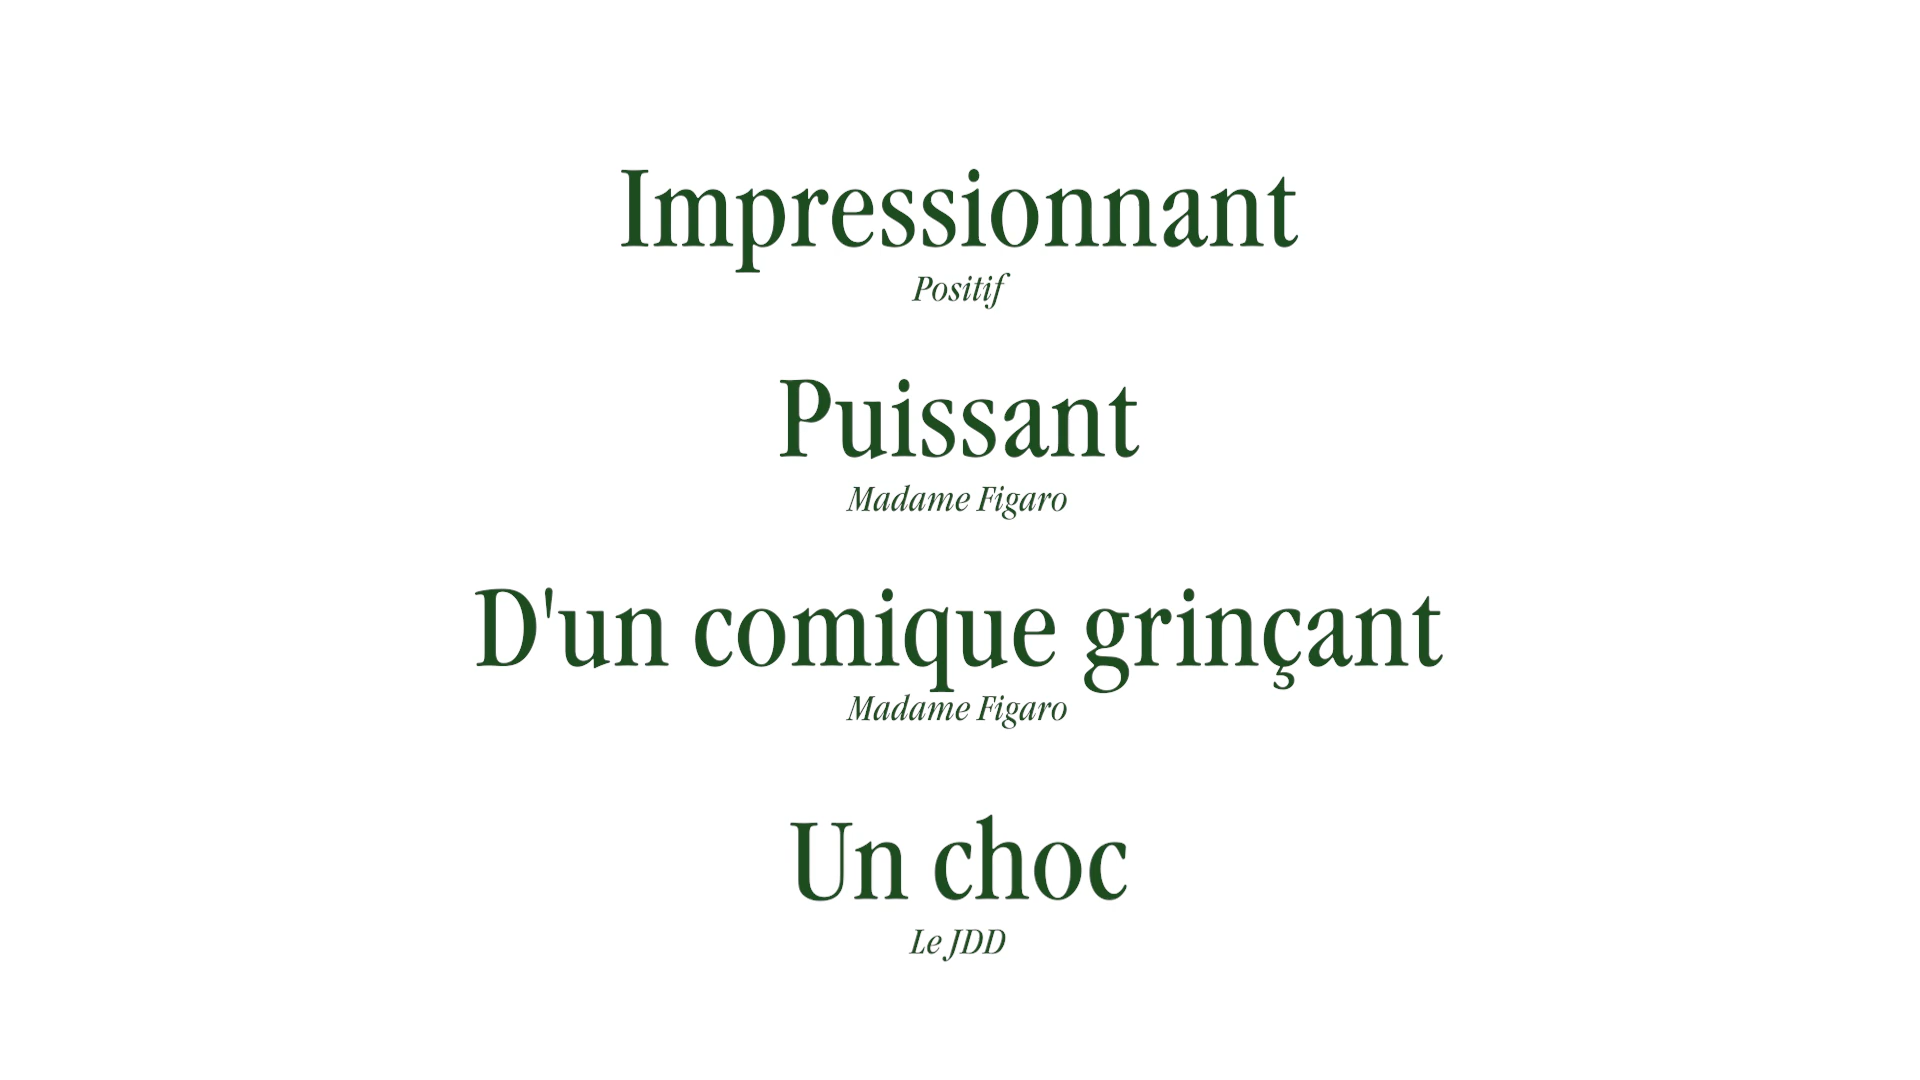 Impressionnant
Positif
Puissant
Madame Figaro
D'un comique grinçant
Madame Figaro
Un choc
Le JDD